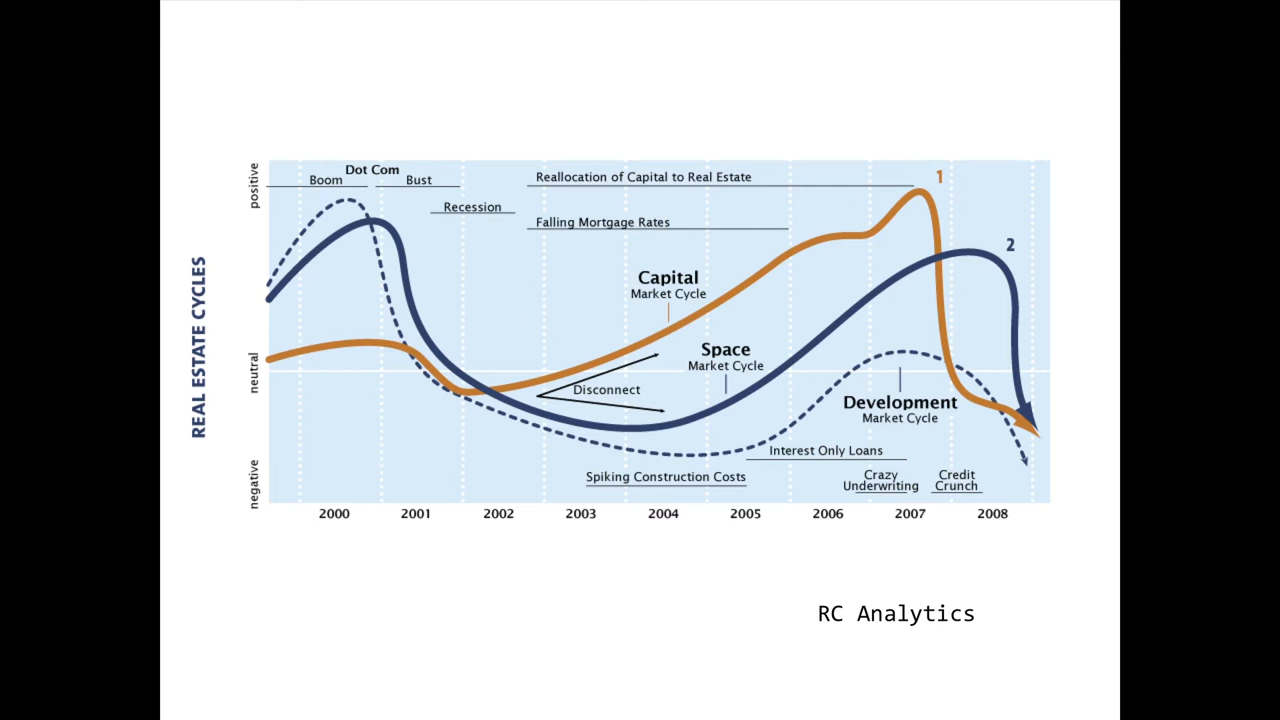 REAL ESTATE CYCLES
positive
neutral
negative
Dot Com
Boom
Bust
Recession
Reallocation of Capital to Real Estate
Falling Mortgage Rates
1
2
Capital
Market Cycle
Space
Market Cycle
Disconnect
Development
Market Cycle
Interest Only Loans
Spiking Construction Costs
Crazy
Underwriting
Credit
Crunch
2000 2001 2002 2003 2004 2005 2006 2007 2008
RC Analytics